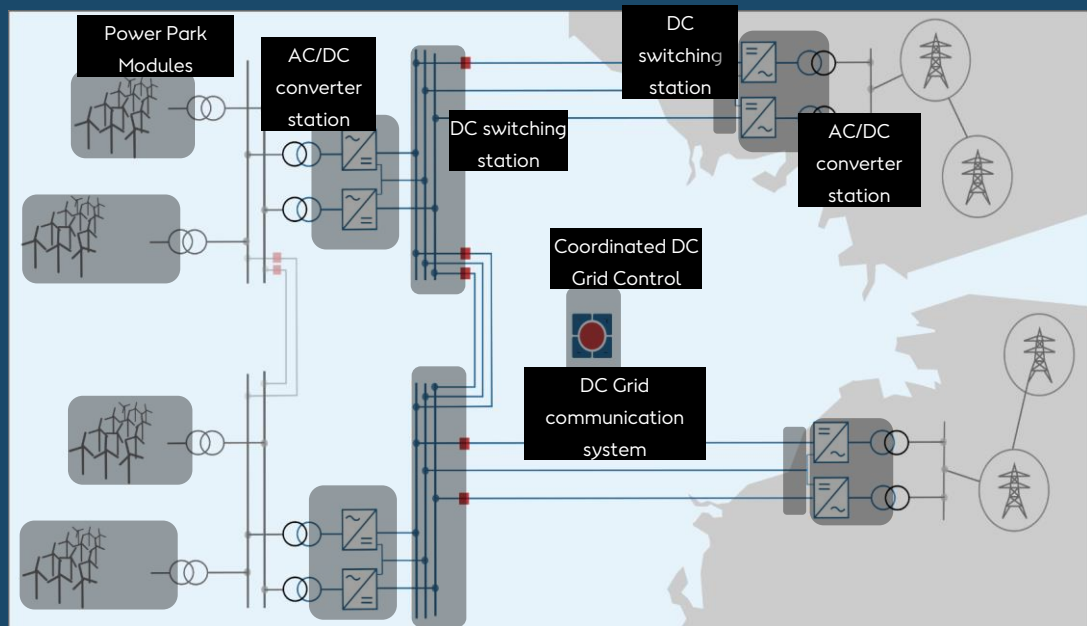 Power Park
Modules
AC/DC
converter
station
DC switching
station
DC
switching
station
AC/DC
converter
station
Coordinated DC
Grid Control
DC Grid
communication
system